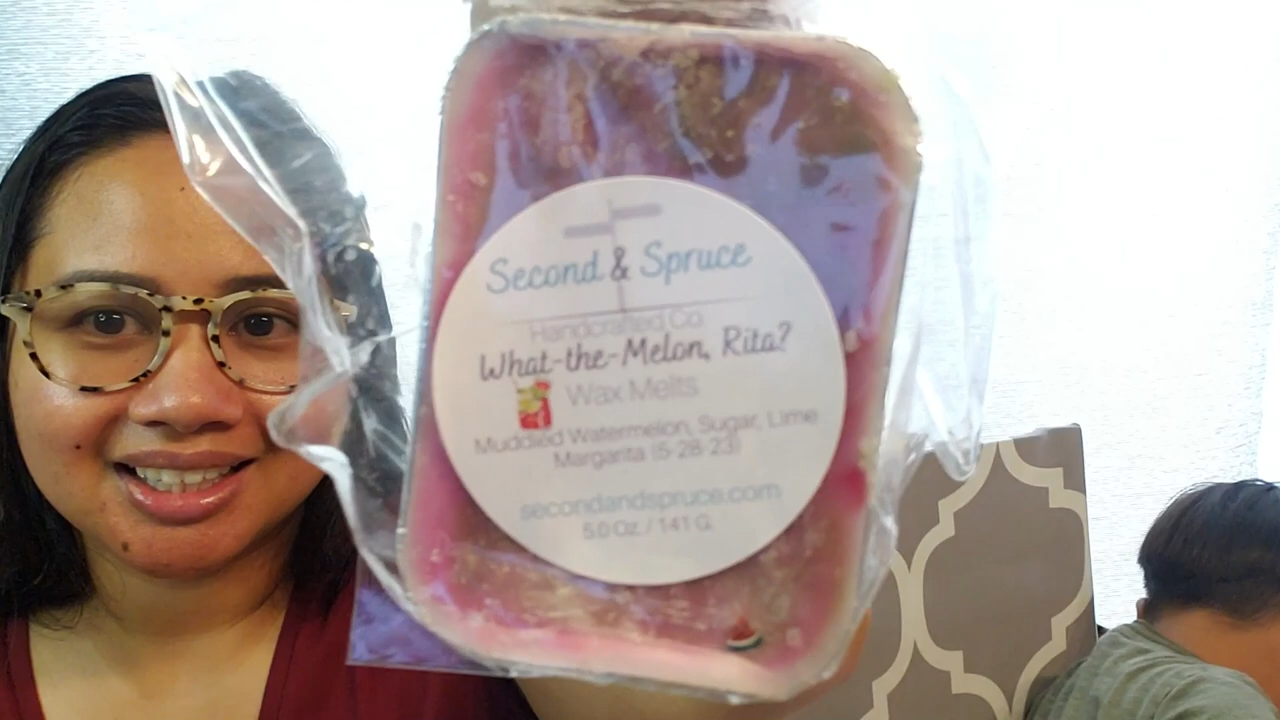 Second & Spruce
Handcrafted Co.
What-the-Melon, Rita?
Wax Melts
Muddled Watermelon, Sugar, Lime
Margarita (5-28-23)
secondandspruce.com
5.0 Oz. / 141 G.